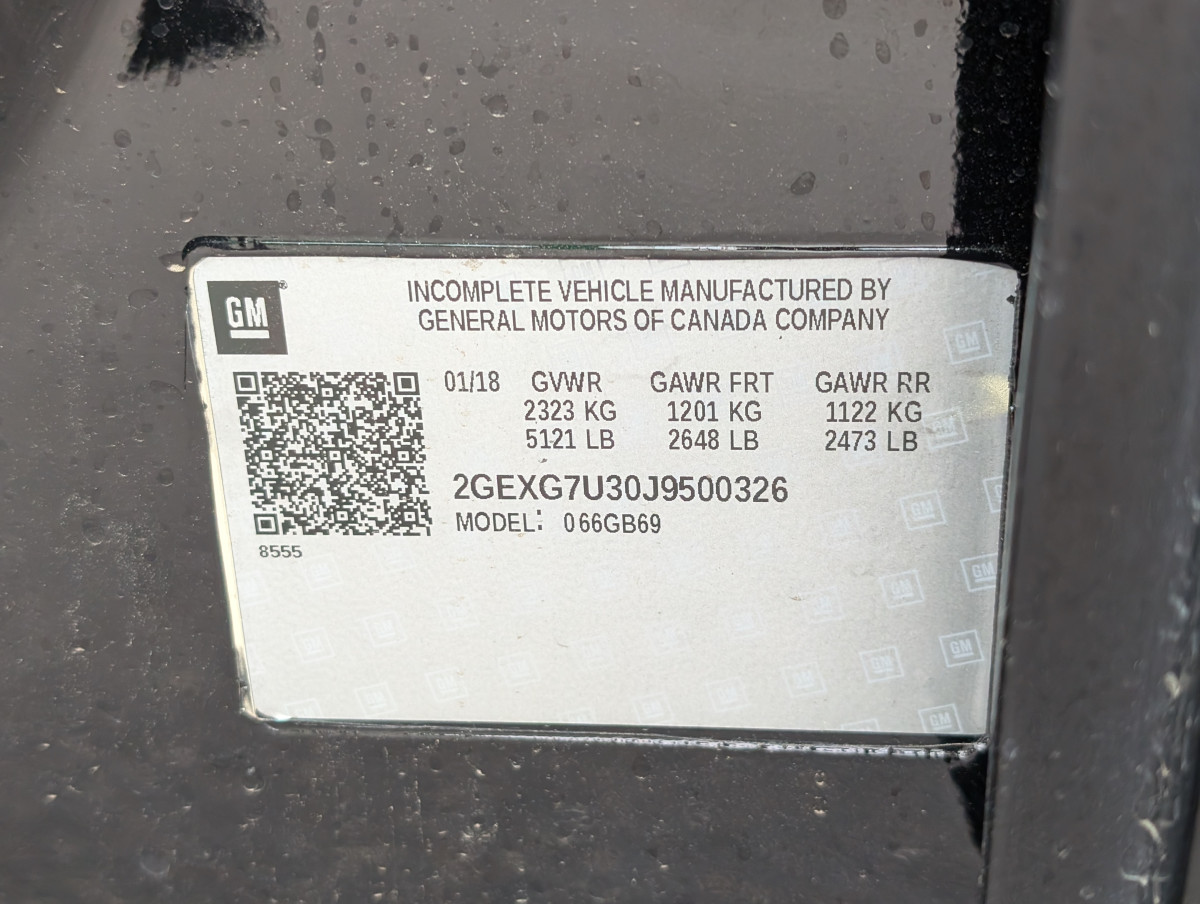 GM
INCOMPLETE VEHICLE MANUFACTURED BY
GENERAL MOTORS OF CANADA COMPANY
01/18 GVWR GAWR FRT GAWR RR
2323 KG 1201 KG 1122 KG
5121 LB 2648 LB 2473 LB
2GEXG7U30J9500326
MODEL: 066GB69
8555